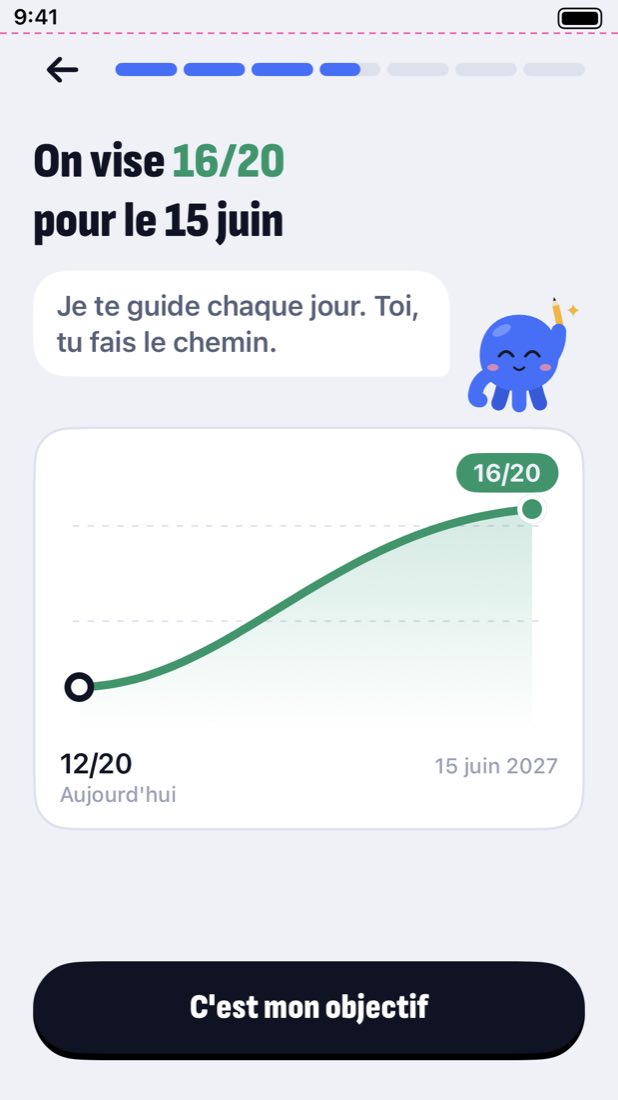 9:41
On vise 16/20
pour le 15 juin
Je te guide chaque jour. Toi,
tu fais le chemin.
16/20
12/20
15 juin 2027
Aujourd'hui
C'est mon objectif